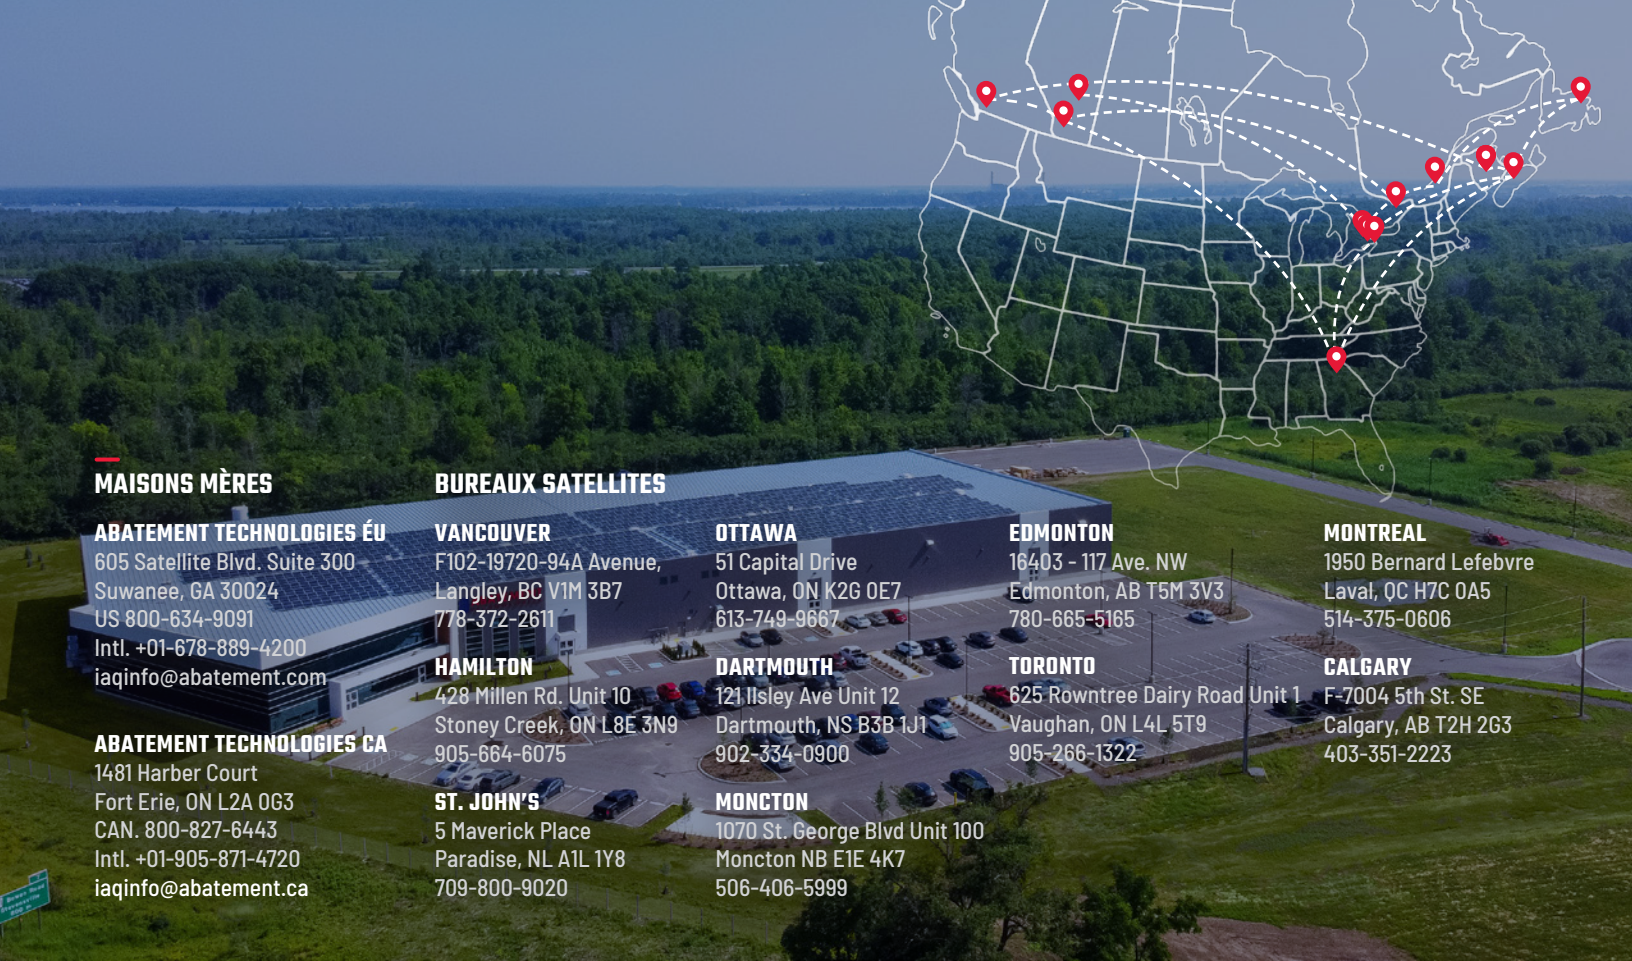 MAISONS MÈRES
ABATEMENT TECHNOLOGIES ÉU
605 Satellite Blvd. Suite 300
Suwanee, GA 30024
US 800-634-9091
Intl. +01-678-889-4200
iaqinfo@abatement.com
ABATEMENT TECHNOLOGIES CA
1481 Harber Court
Fort Erie, ON L2A 0G3
CAN. 800-827-6443
Intl. +01-905-871-4720
iaqinfo@abatement.ca
BUREAUX SATELLITES
VANCOUVER
F102-19720-94A Avenue,
Langley, BC V1M 3B7
778-372-2611
HAMILTON
428 Millen Rd. Unit 10
Stoney Creek, ON L8E 3N9
905-664-6075
ST. JOHN'S
5 Maverick Place
Paradise, NL A1L 1Y8
709-800-9020
OTTAWA
51 Capital Drive
Ottawa, ON K2G 0E7
613-749-9667
DARTMOUTH
121 Ilsley Ave Unit 12
Dartmouth, NS B3B 1J1
902-334-0900
MONCTON
1070 St. George Blvd Unit 100
Moncton NB E1E 4K7
506-406-5999
EDMONTON
16403 - 117 Ave. NW
Edmonton, AB T5M 3V3
780-665-5165
TORONTO
625 Rowntree Dairy Road Unit 1
Vaughan, ON L4L 5T9
905-266-1322
MONTREAL
1950 Bernard Lefebvre
Laval, QC H7C 0A5
514-375-0606
CALGARY
F-7004 5th St. SE
Calgary, AB T2H 2G3
403-351-2223